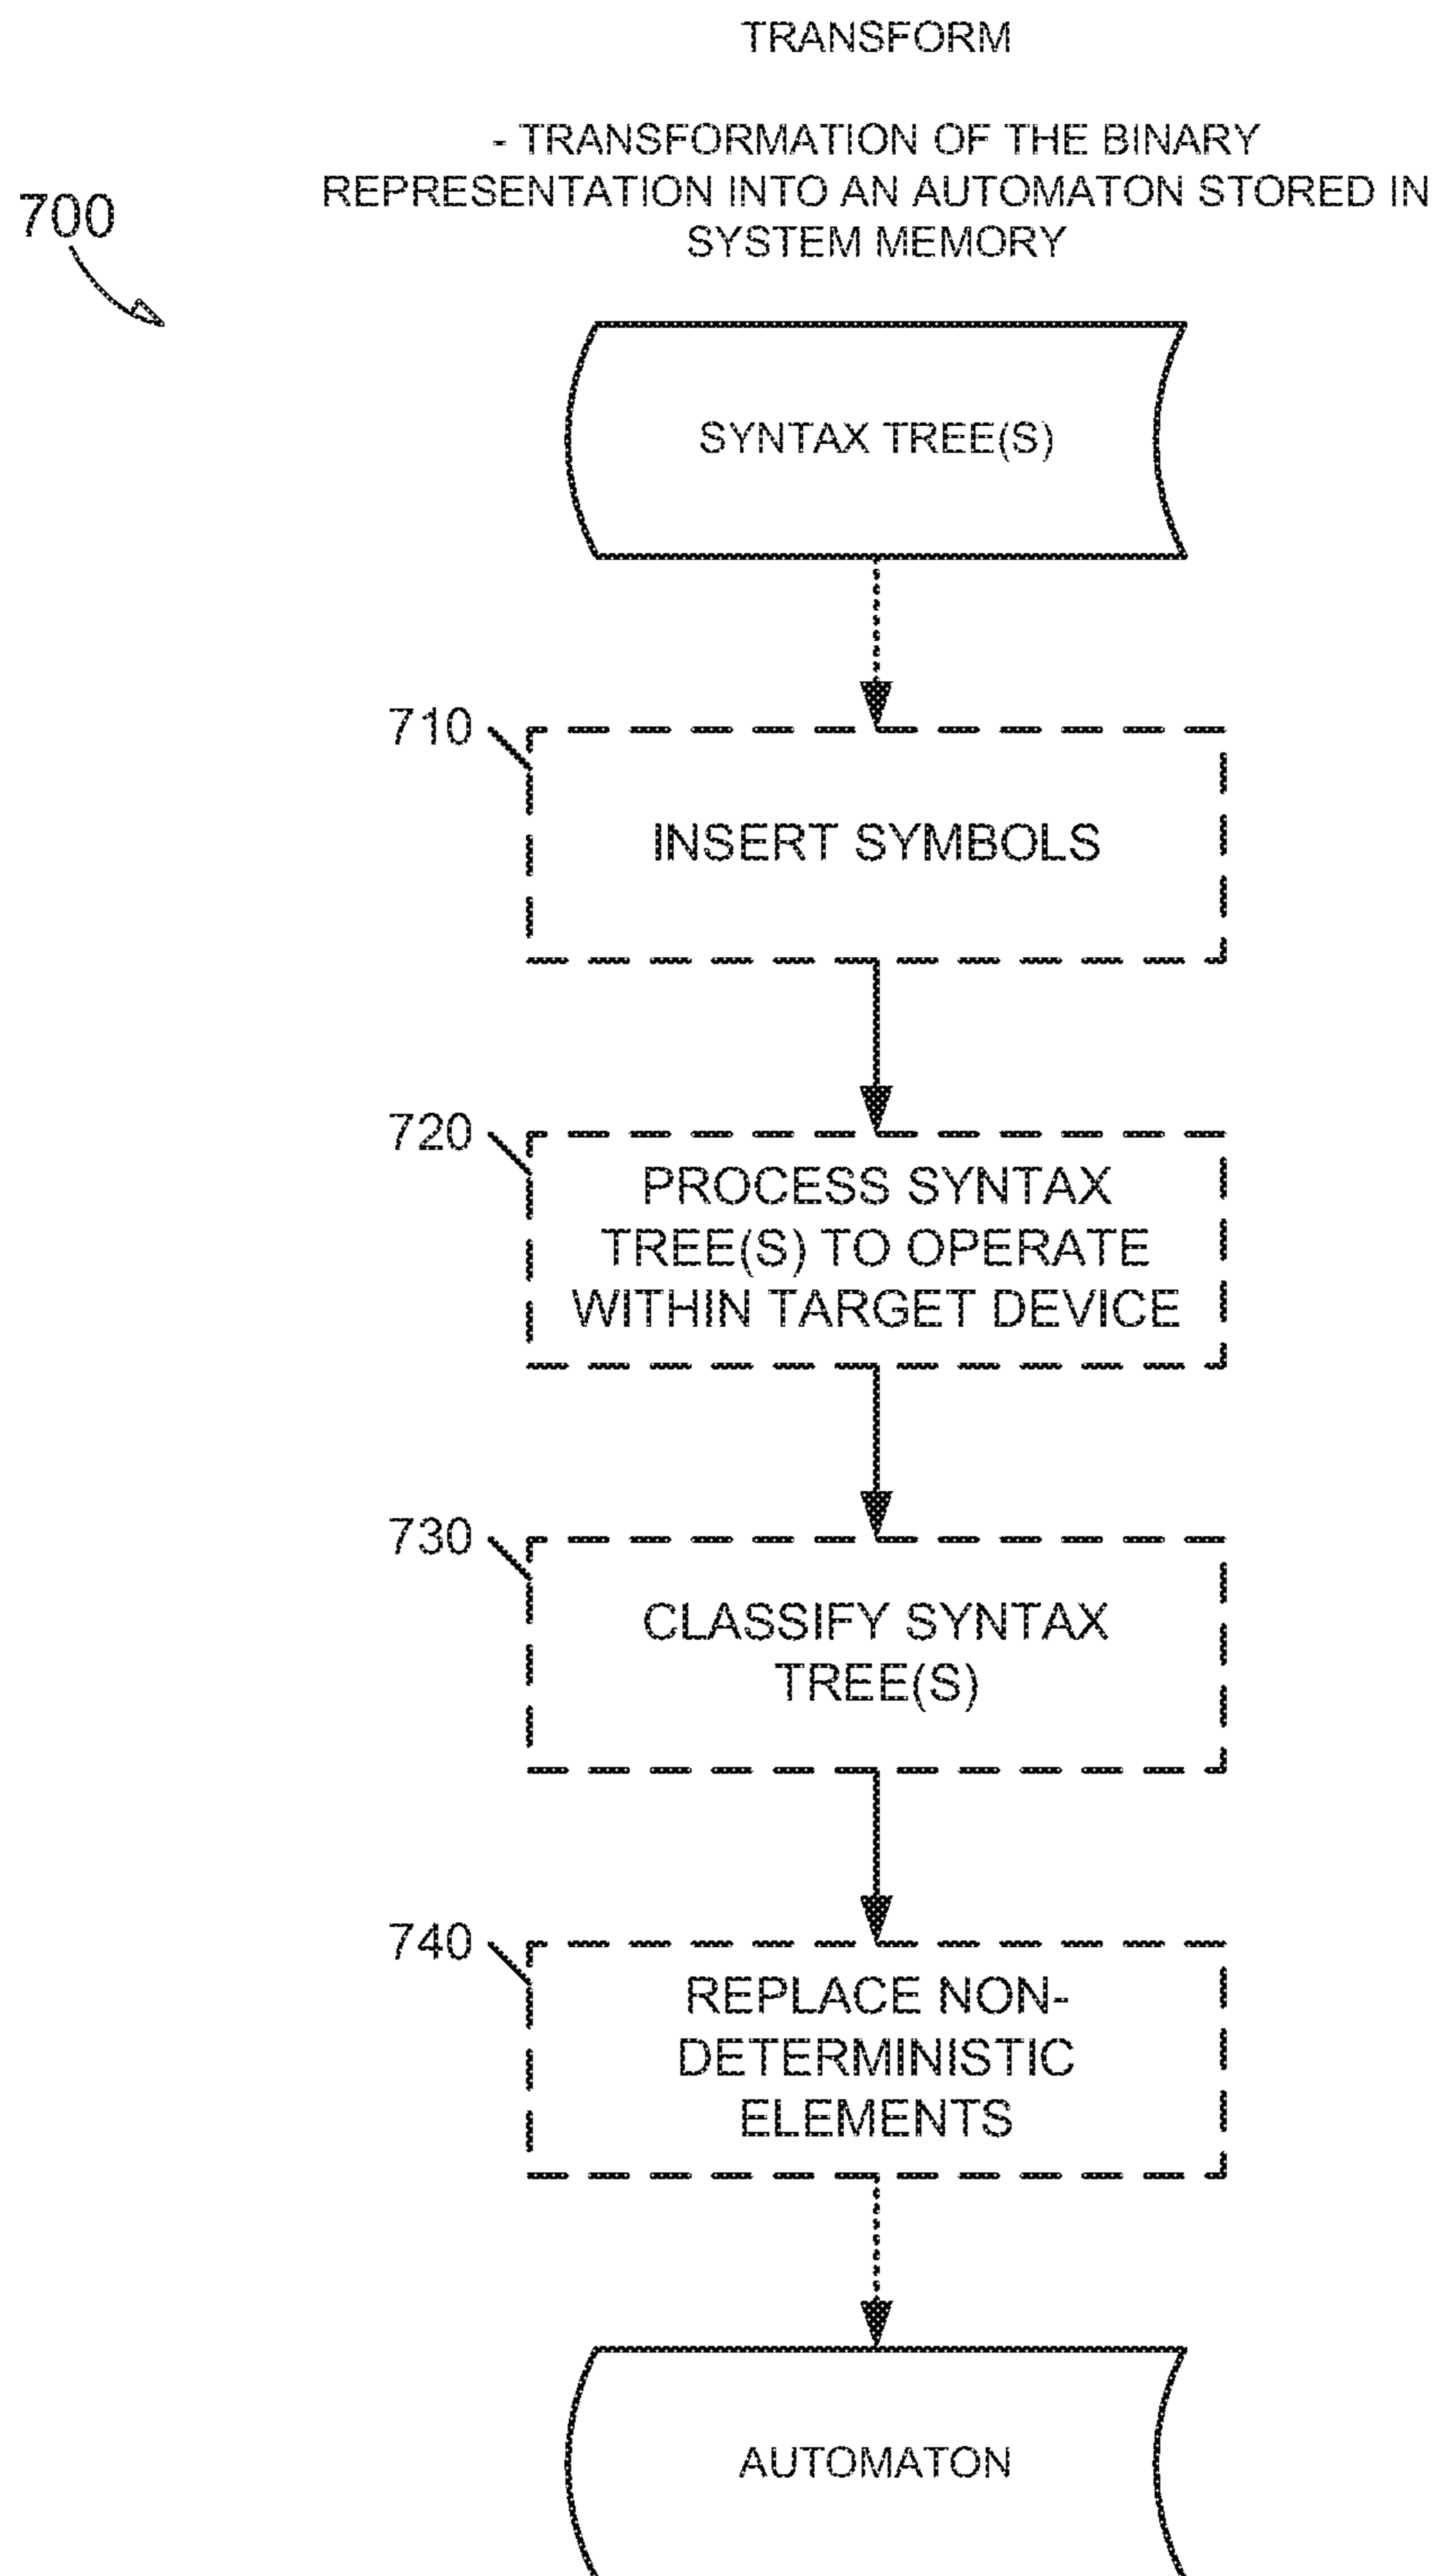 TRANSFORM
- TRANSFORMATION OF THE BINARY
REPRESENTATION INTO AN AUTOMATON STORED IN
SYSTEM MEMORY
700
SYNTAX TREE(S)
710
INSERT SYMBOLS
720
PROCESS SYNTAX
TREE(S) TO OPERATE
WITHIN TARGET DEVICE
730
CLASSIFY SYNTAX
TREE(S)
740
REPLACE NON-
DETERMINISTIC
ELEMENTS
AUTOMATON